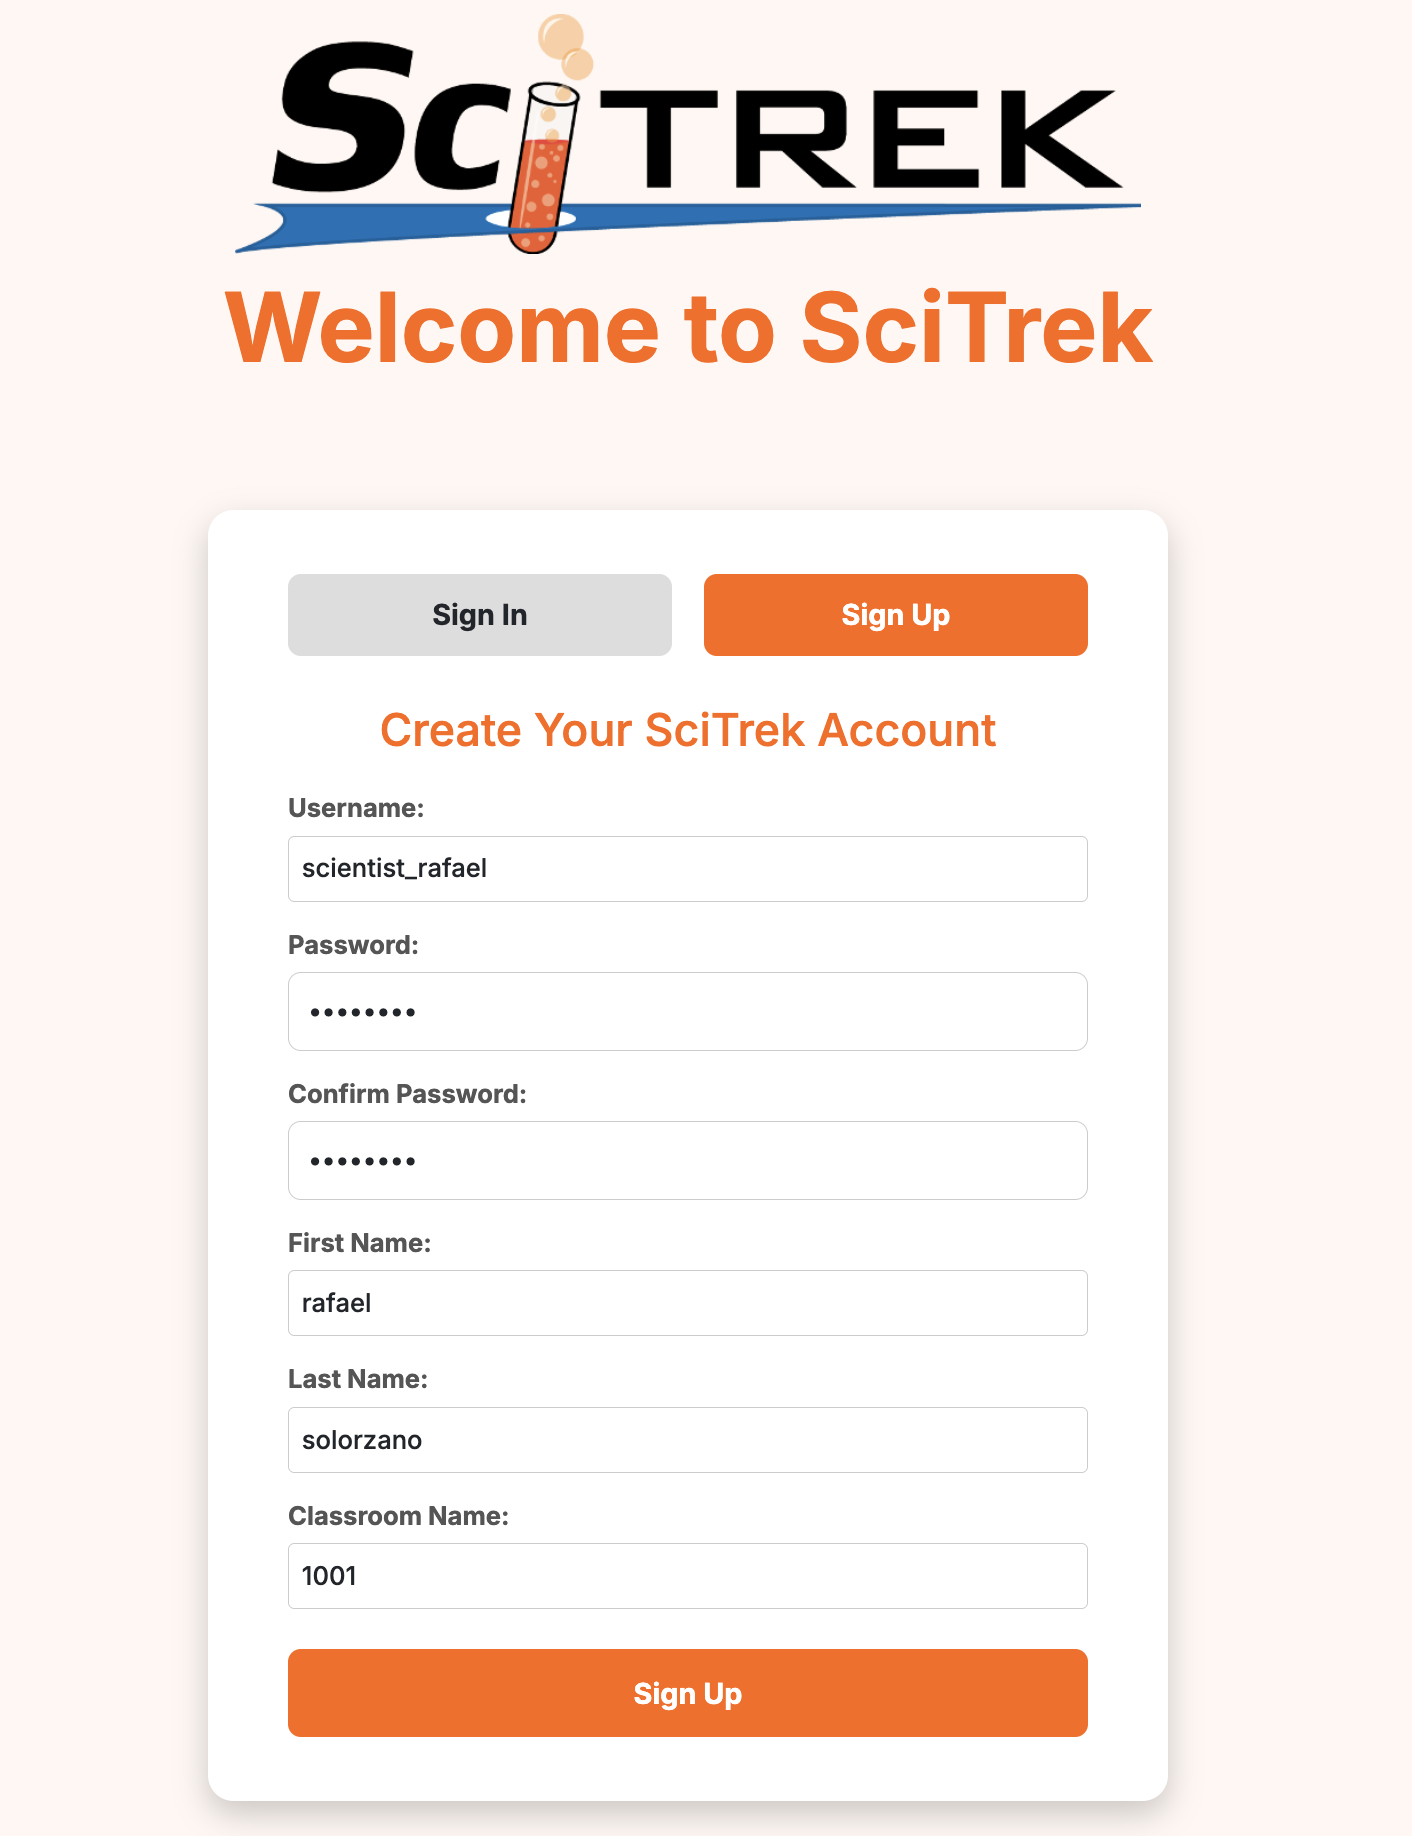 SciTREK
Welcome to SciTrek
Sign In
Sign Up
Create Your SciTrek Account
Username:
scientist_rafael
Password:
••••••••
Confirm Password:
••••••••
First Name:
rafael
Last Name:
solorzano
Classroom Name:
1001
Sign Up